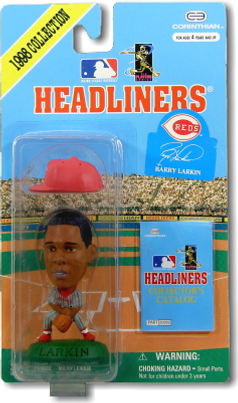 1998 COLLECTION
CORINTHIAN
FOR AGES 4 YEARS AND UP
HEADLINERS
REDS
BARRY LARKIN
HEADLINERS
COLLECTOR'S
CATALOG
LARKIN
WARNING:
CHOKING HAZARD - Small Parts
Not for children under 3 years